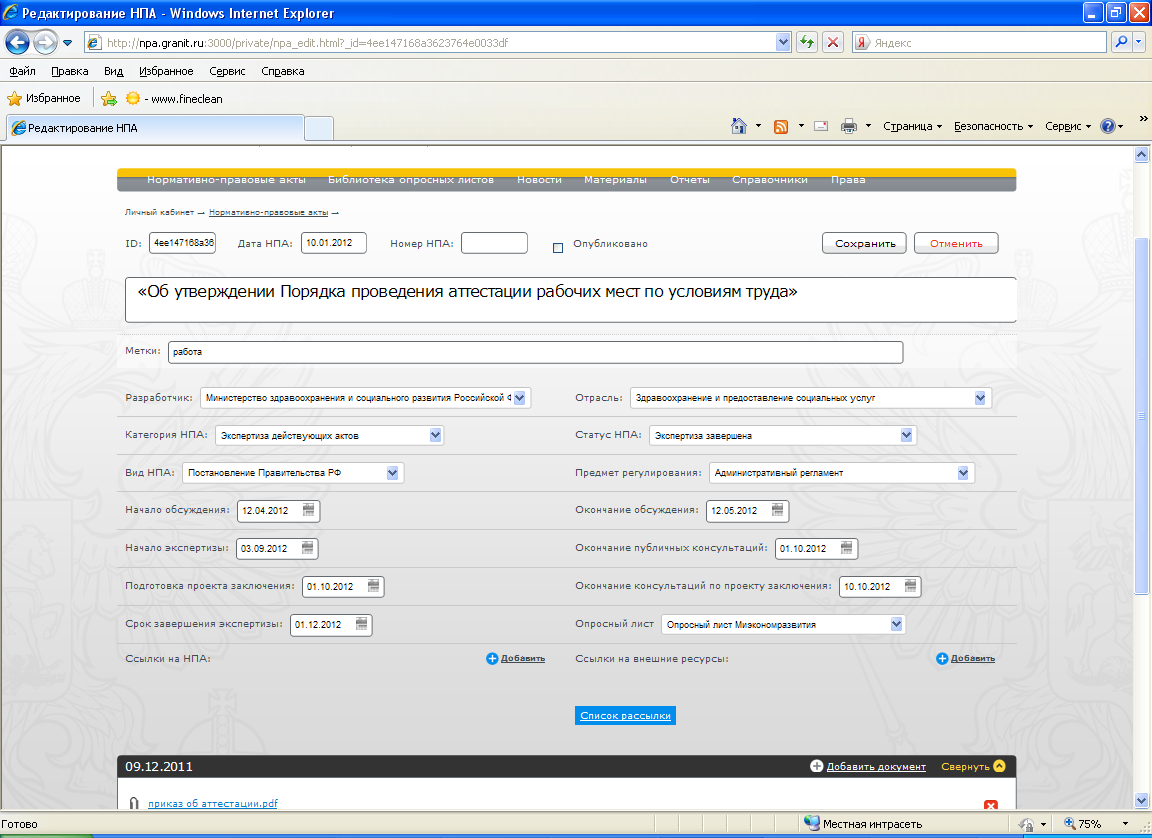 Редактирование НПА - Windows Internet Explorer
http://npa.granit.ru:3000/private/npa_edit.html?_id=4ee147168a3623764e0033df
Яндекс
Файл Правка Вид Избранное Сервис Справка
Избранное - www.fineclean
Редактирование НПА
Страница Безопасность Сервис
Нормативно-правовые акты Библиотека опросных листов Новости Материалы Отчеты Справочники Права
Личный кабинет → Нормативно-правовые акты →
ID: 4ee147168a36 Дата НПА: 10.01.2012 Номер НПА: Опубликовано Сохранить Отменить
«Об утверждении Порядка проведения аттестации рабочих мест по условиям труда»
Метки: работа
Разработчик: Министерство здравоохранения и социального развития Российской Ф Отрасль: Здравоохранение и предоставление социальных услуг
Категория НПА: Экспертиза действующих актов Статус НПА: Экспертиза завершена
Вид НПА: Постановление Правительства РФ Предмет регулирования: Административный регламент
Начало обсуждения: 12.04.2012 Окончание обсуждения: 12.05.2012
Начало экспертизы: 03.09.2012 Окончание публичных консультаций: 01.10.2012
Подготовка проекта заключения: 01.10.2012 Окончание консультаций по проекту заключения: 10.10.2012
Срок завершения экспертизы: 01.12.2012 Опросный лист Опросный лист Миэкономразвития
Ссылки на НПА: Добавить Ссылки на внешние ресурсы: Добавить
Список рассылки
09.12.2011 Добавить документ Свернуть
приказ об аттестации.pdf
Готово Местная интрасеть 75%